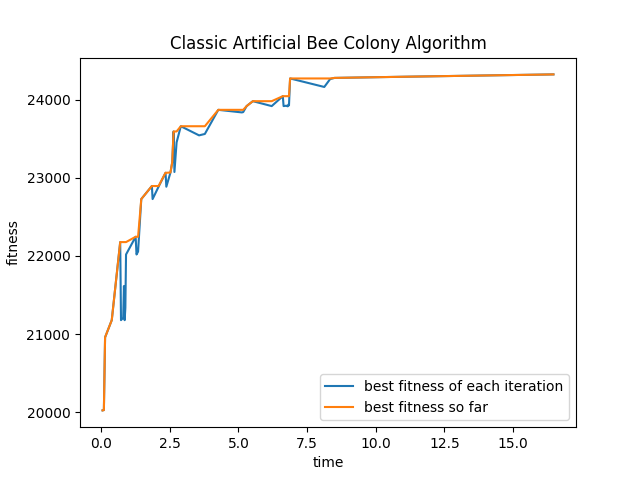 Classic Artificial Bee Colony Algorithm
fitness
24000
23000
22000
21000
20000
0.0 2.5 5.0 7.5 10.0 12.5 15.0
time
best fitness of each iteration
best fitness so far